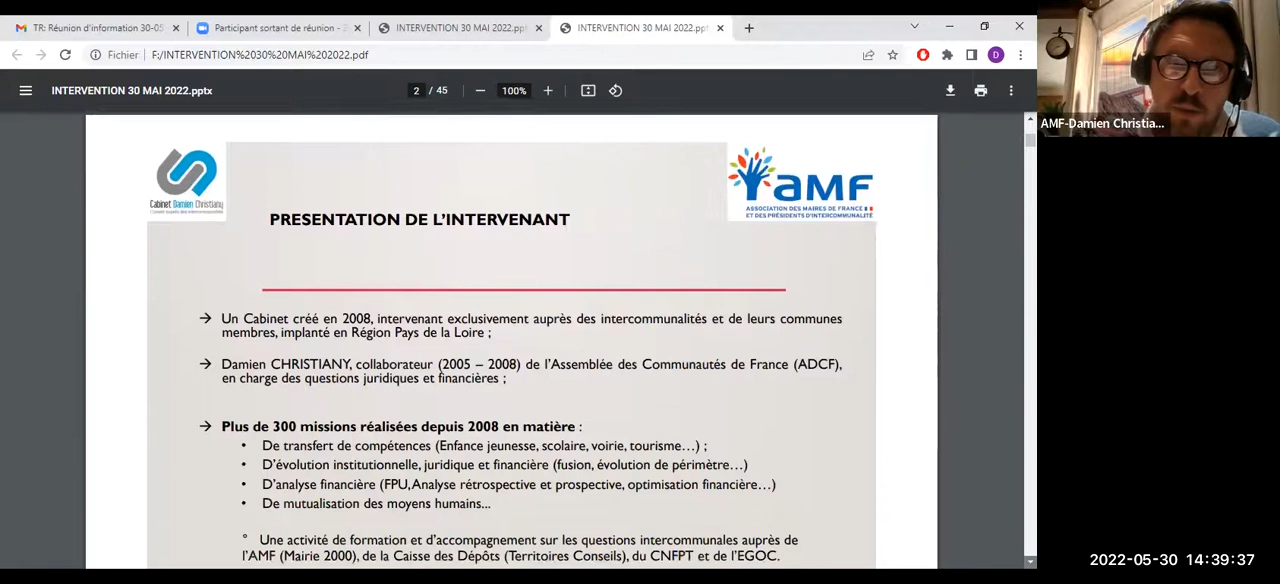 TR: Réunion d'information 30-05
Participant sortant de réunion - Z
INTERVENTION 30 MAI 2022.ppt
INTERVENTION 30 MAI 2022.ppt
Fichier
F:/INTERVENTION%2030%20MAI%202022.pdf
D
INTERVENTION 30 MAI 2022.pptx
2 / 45
100%
AMF-Damien Christia...
Cabinet Damien Christiany
aMF
ASSOCIATION DES MAIRES DE FRANCE
ET DES PRÉSIDENTS D'INTERCOMMUNALITÉ
PRESENTATION DE L'INTERVENANT
→ Un Cabinet créé en 2008, intervenant exclusivement auprès des intercommunalités et de leurs communes
membres, implanté en Région Pays de la Loire ;
→ Damien CHRISTIANY, collaborateur (2005 – 2008) de l'Assemblée des Communautés de France (ADCF),
en charge des questions juridiques et financières ;
→ Plus de 300 missions réalisées depuis 2008 en matière :
• De transfert de compétences (Enfance jeunesse, scolaire, voirie, tourisme…) ;
• D'évolution institutionnelle, juridique et financière (fusion, évolution de périmètre…)
• D'analyse financière (FPU, Analyse rétrospective et prospective, optimisation financière…)
• De mutualisation des moyens humains...
° Une activité de formation et d'accompagnement sur les questions intercommunales auprès de
l'AMF (Mairie 2000), de la Caisse des Dépôts (Territoires Conseils), du CNFPT et de l'EGOC.
2022-05-30 14:39:37